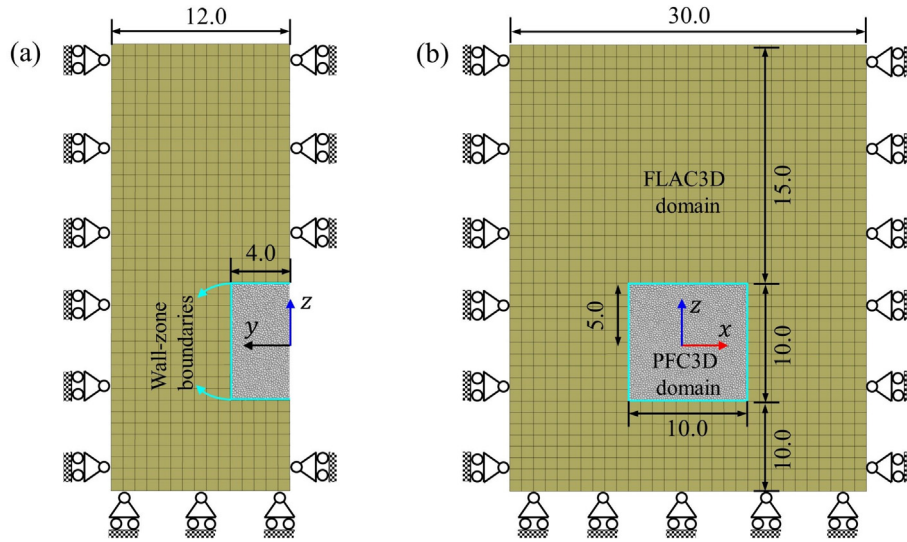 (a)
12.0
4.0
z
y
Wall-zone
boundaries
(b)
30.0
FLAC3D
domain
15.0
5.0
z
x
PFC3D
domain
10.0
10.0
10.0